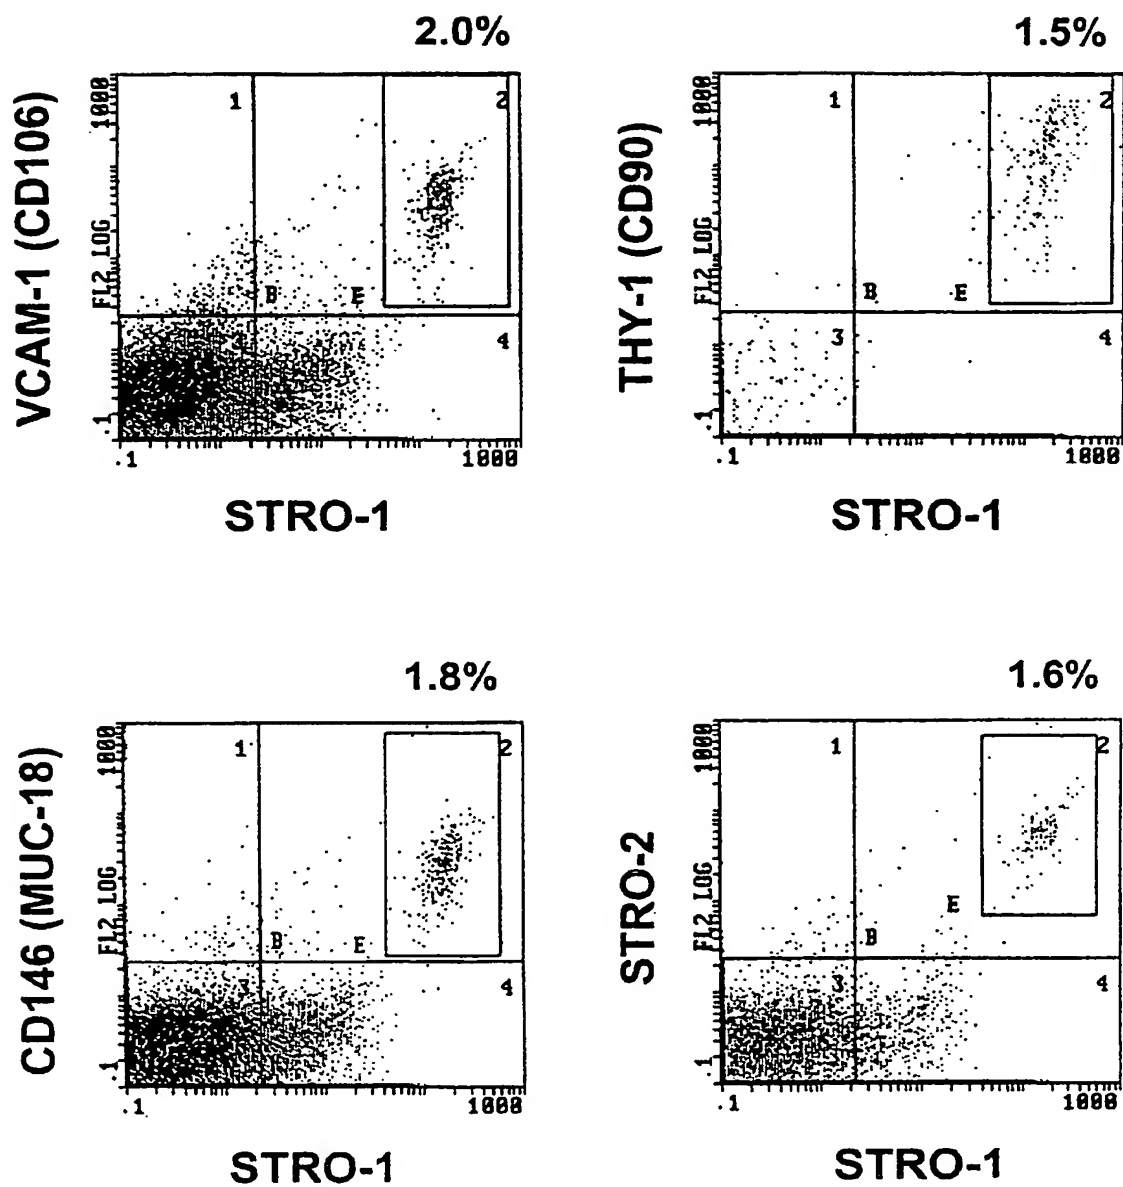 2.0%
VCAM-1 (CD106)
FL2 LOG
1000
.1
1
2
B
E
3
4
.1
1000
STRO-1
1.5%
THY-1 (CD90)
FL2 LOG
1000
.1
1
2
B
E
3
4
.1
1000
STRO-1
1.8%
CD146 (MUC-18)
FL2 LOG
1000
.1
1
2
B
E
3
4
.1
1000
STRO-1
1.6%
STRO-2
FL2 LOG
1000
.1
1
2
B
E
3
4
.1
1000
STRO-1